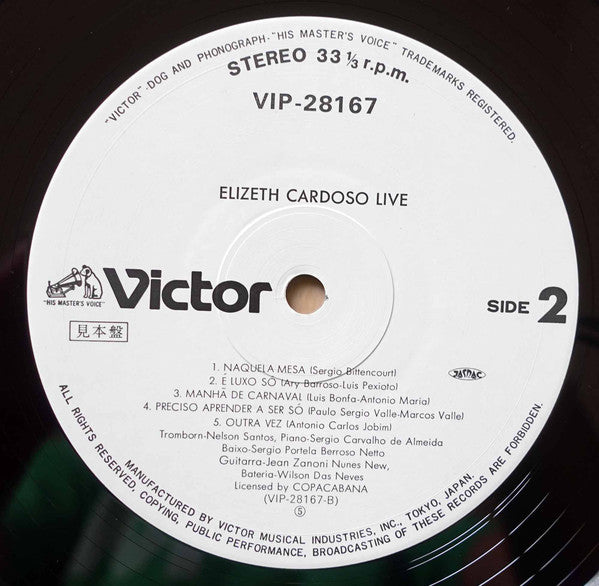 "VICTOR"-DOG AND PHONOGRAPH-"HIS MASTER'S VOICE" TRADEMARKS REGISTERED.
STEREO 33 1/3 r.p.m.
VIP-28167
ELIZETH CARDOSO LIVE
"HIS MASTER'S VOICE"
Victor
SIDE 2
見本盤
1. NAQUELA MESA (Sergio Bittencourt)
2. É LUXO SÓ (Ary Barroso-Luis Pexioto)
3. MANHÃ DE CARNAVAL (Luis Bonfa-Antonio Maria)
4. PRECISO APRENDER A SER SÓ (Paulo Sergio Valle-Marcos Valle)
5. OUTRA VEZ (Antonio Carlos Jobim)
JASRAC
Tromborn-Nelson Santos, Piano-Sergio Carvalho de Almeida
Baixo-Sergio Portela Berroso Netto
Guitarra-Jean Zanoni Nunes New,
Bateria-Wilson Das Neves
Licensed by COPACABANA
(VIP-28167-B)
⑤
MANUFACTURED BY VICTOR MUSICAL INDUSTRIES, INC., TOKYO, JAPAN.
ALL RIGHTS RESERVED, COPYING, PUBLIC PERFORMANCE, BROADCASTING OF THESE RECORDS ARE FORBIDDEN.